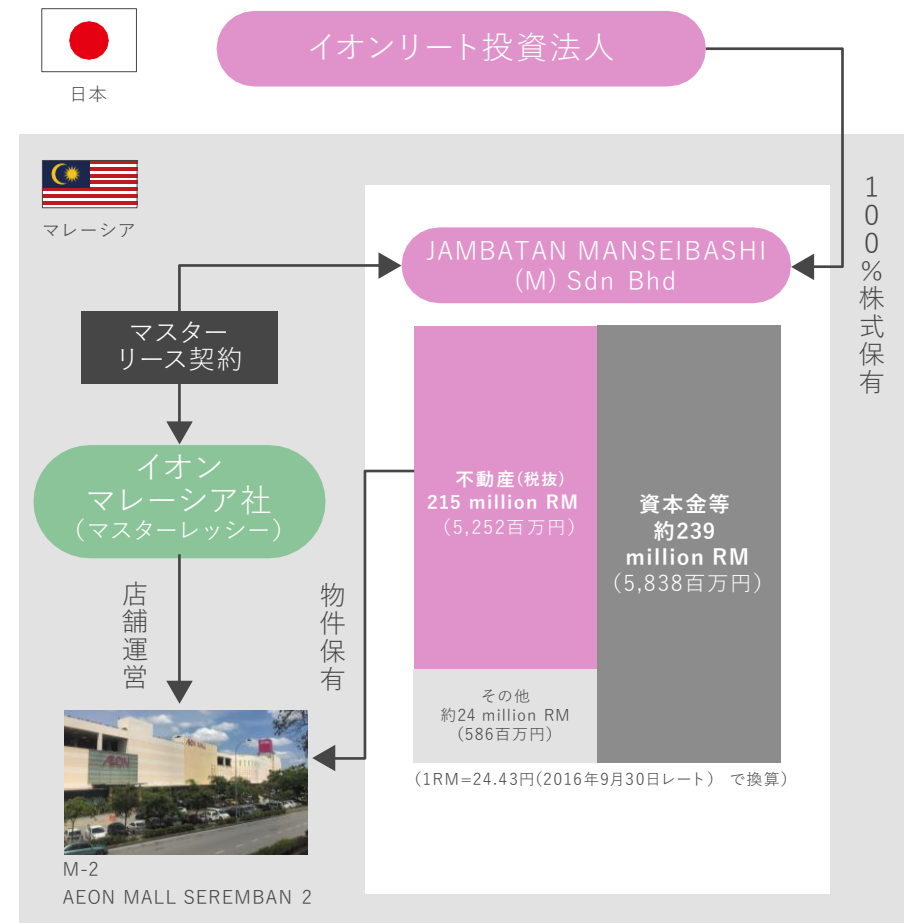 イオンリート投資法人
日本
マレーシア
100%株式保有
JAMBATAN MANSEIBASHI
(M) Sdn Bhd
マスター
リース契約
イオン
マレーシア社
（マスターレッシー）
不動産(税抜)
215 million RM
（5,252百万円）
資本金等
約239
million RM
（5,838百万円）
店舗運営
物件保有
その他
約24 million RM
（586百万円）
（1RM=24.43円(2016年9月30日レート)　で換算）
AEON
AEON MALL
M-2
AEON MALL SEREMBAN 2